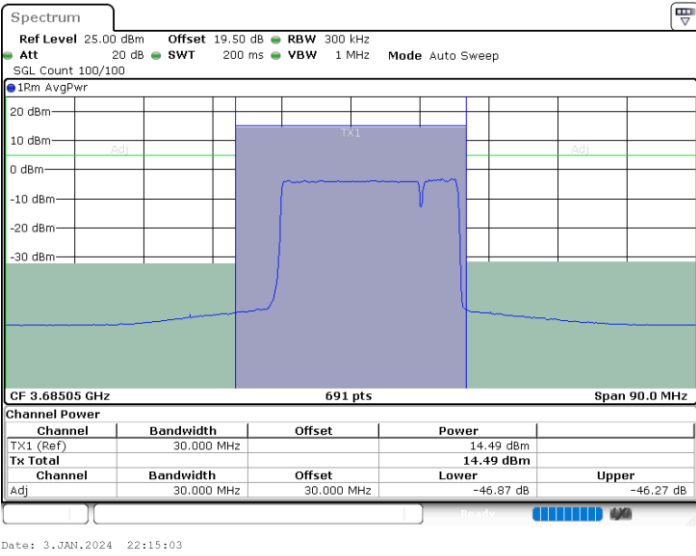 Spectrum
Ref Level 25.00 dBm Offset 19.50 dB RBW 300 kHz
Att 20 dB SWT 200 ms VBW 1 MHz Mode Auto Sweep
SGL Count 100/100
1Rm AvgPwr
20 dBm
TX1
10 dBm
Adj Adj
0 dBm
-10 dBm
-20 dBm
-30 dBm
CF 3.68505 GHz 691 pts Span 90.0 MHz
Channel Power
Channel Bandwidth Offset Power
TX1 (Ref) 30.000 MHz 14.49 dBm
Tx Total 14.49 dBm
Channel Bandwidth Offset Lower Upper
Adj 30.000 MHz 30.000 MHz -46.87 dB -46.27 dB
Ready
Date: 3.JAN.2024 22:15:03